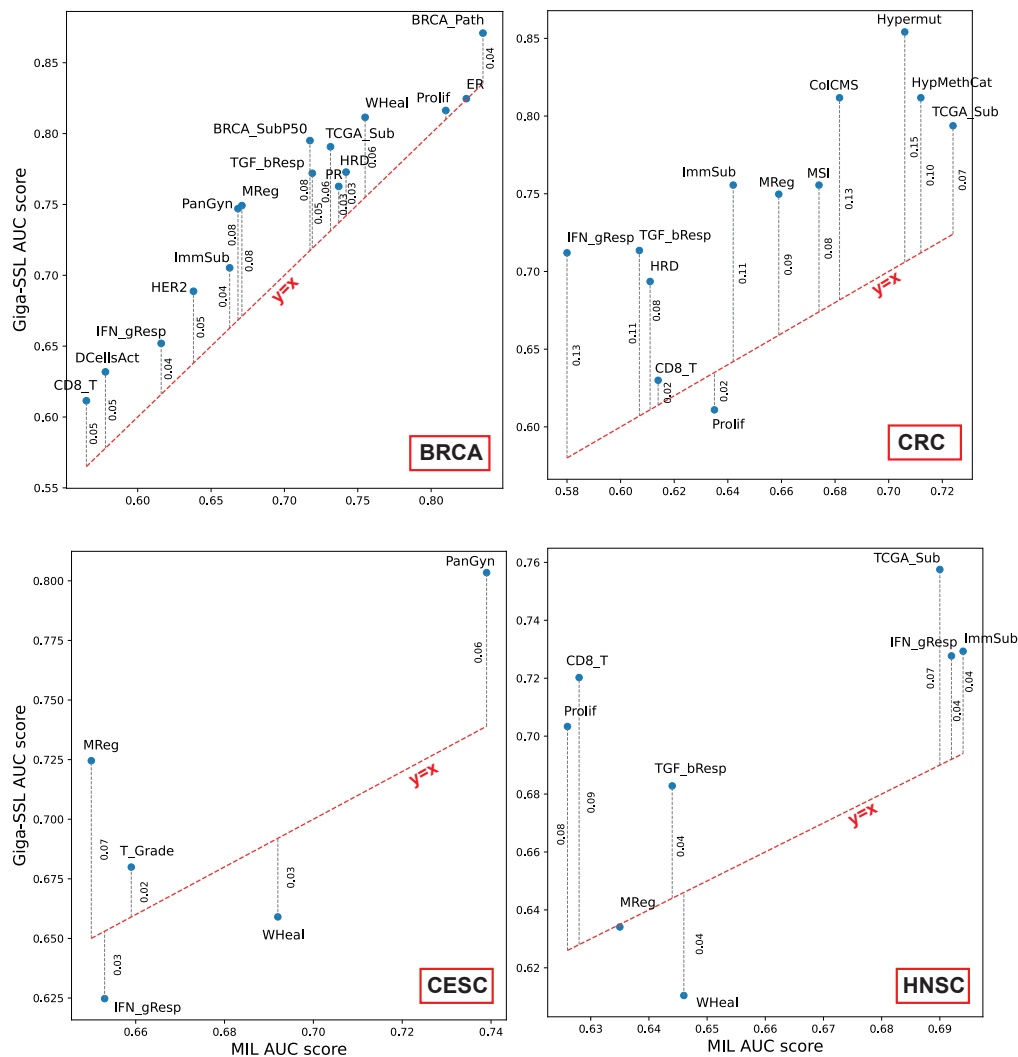 Giga-SSL AUC score
0.85
0.80
0.75
0.70
0.65
0.60
0.55
BRCA_Path
0.04
ER
Prolif
WHeal
0.06
BRCA_SubP50
TCGA_Sub
TGF_bResp
HRD
PR
0.08
0.05
0.06
0.03
0.03
MReg
PanGyn
0.08
0.08
ImmSub
0.04
HER2
0.05
y=x
IFN_gResp
0.04
DCellsAct
0.05
CD8_T
0.05
BRCA
0.60
0.65
0.70
0.75
0.80
0.85
0.80
0.75
0.70
0.65
0.60
Hypermut
0.15
ColCMS
0.13
HypMethCat
0.10
TCGA_Sub
0.07
ImmSub
0.11
MReg
0.09
MSI
0.08
IFN_gResp
0.13
TGF_bResp
0.11
HRD
0.08
CD8_T
0.02
0.02
Prolif
y=x
CRC
0.58
0.60
0.62
0.64
0.66
0.68
0.70
0.72
Giga-SSL AUC score
0.800
0.775
0.750
0.725
0.700
0.675
0.650
0.625
PanGyn
0.06
MReg
0.07
y=x
T_Grade
0.02
0.03
WHeal
0.03
IFN_gResp
CESC
0.66
0.68
0.70
0.72
0.74
MIL AUC score
0.76
0.74
0.72
0.70
0.68
0.66
0.64
0.62
TCGA_Sub
0.07
IFN_gResp
0.04
ImmSub
0.04
CD8_T
0.09
Prolif
0.08
TGF_bResp
0.04
y=x
MReg
0.04
WHeal
HNSC
0.63
0.64
0.65
0.66
0.67
0.68
0.69
MIL AUC score